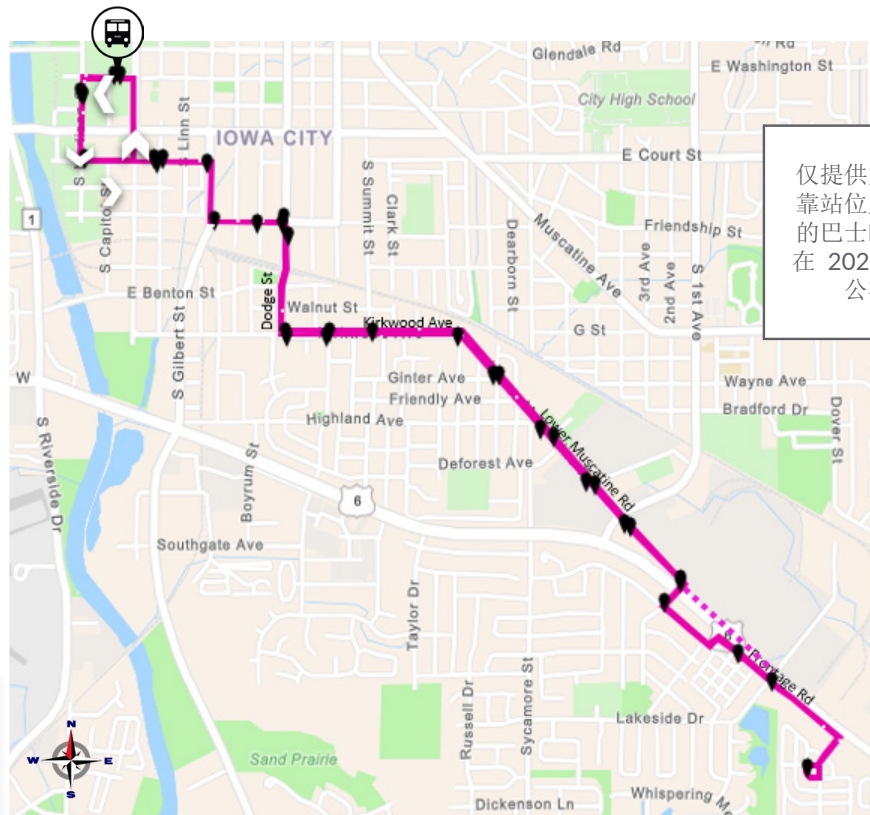 Glendale Rd
Rd
E Washington St
City High School
S Linn St
IOWA CITY
E Court St
仅提供
靠站位
的巴士
在 202
公
S Summit St
Clark St
1
S Capitol St
Dearborn St
Muscatine Ave
Friendship St
3rd Ave
2nd Ave
S 1st Ave
E Benton St
Dodge St
Walnut St
Kirkwood Ave
G St
S Gilbert St
W
Ginter Ave
Friendly Ave
Wayne Ave
Bradford Dr
Highland Ave
Lower Muscatine Rd
Dover St
S Riverside Dr
Boyrum St
Deforest Ave
6
Southgate Ave
Taylor Dr
6
Frontage Rd
Russell Dr
Sycamore St
Lakeside Dr
N
W E
S
Sand Prairie
Whispering Me
Dickenson Ln